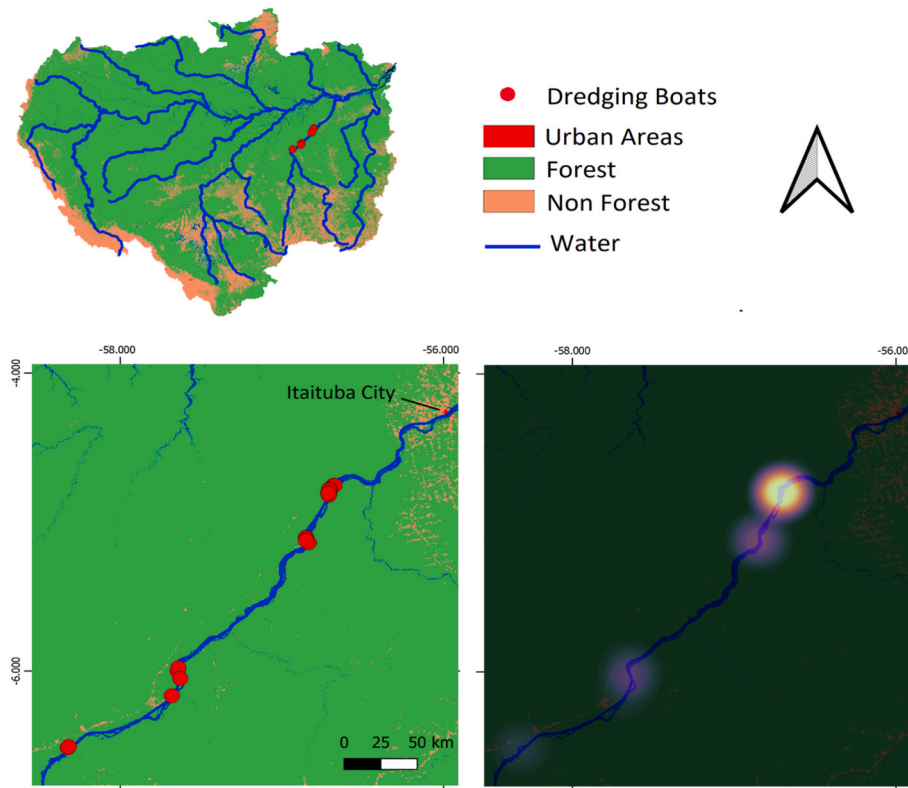 Dredging Boats
Urban Areas
Forest
Non Forest
Water
-58.000
-56.000
-58.000
-56.000
-4.000
Itaituba City
-6.000
0 25 50 km